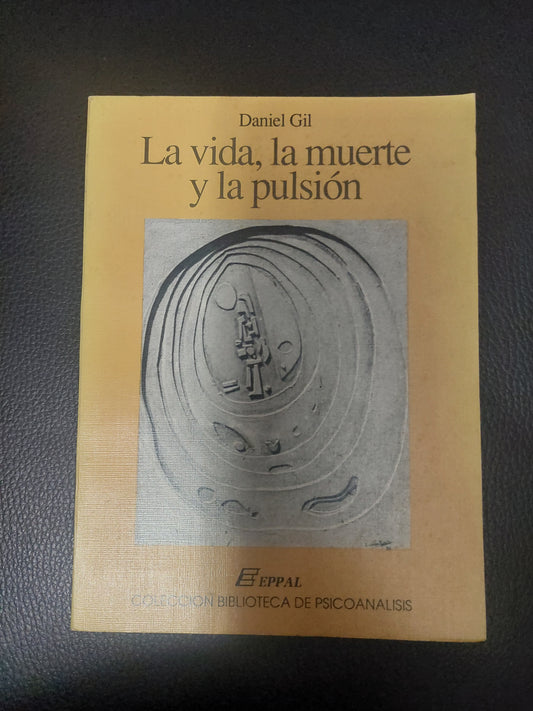 Daniel Gil
La vida, la muerte
y la pulsión
EPPAL
COLECCION BIBLIOTECA DE PSICOANALISIS